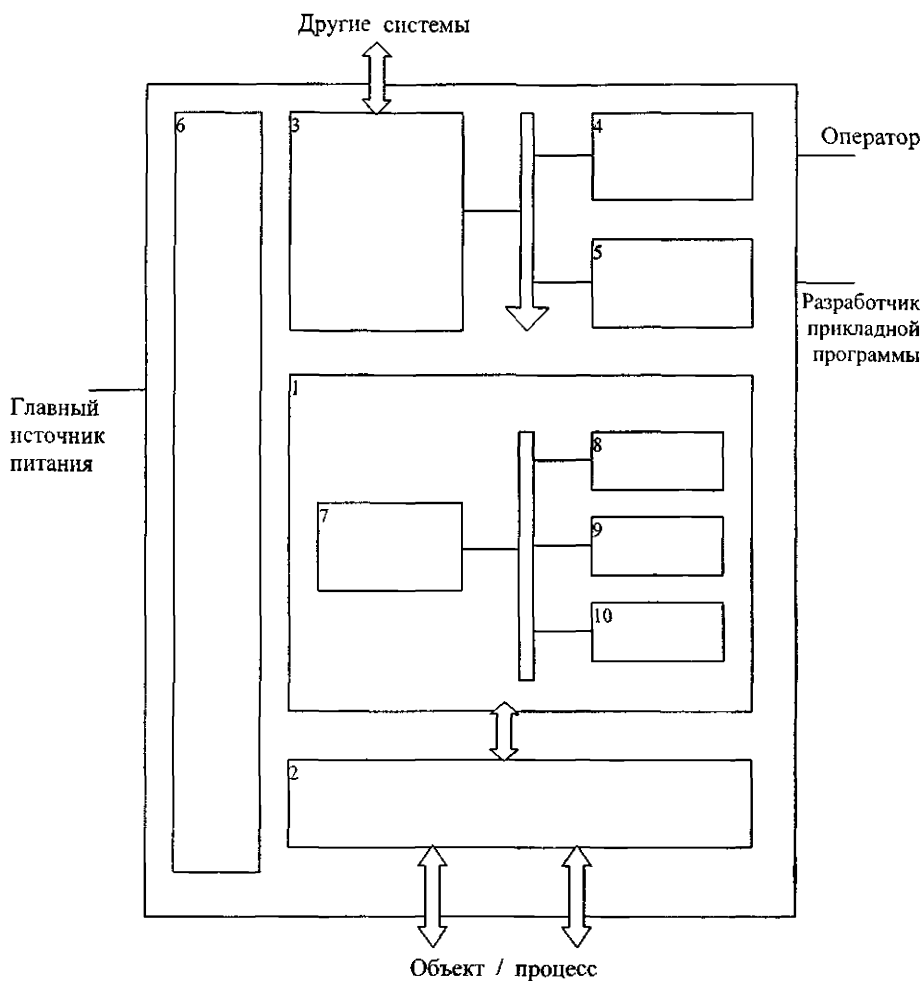 Другие системы
6
3
4
Оператор
5
Разработчик
прикладной
программы
Главный
источник
питания
1
8
7
9
10
2
Объект / процесс